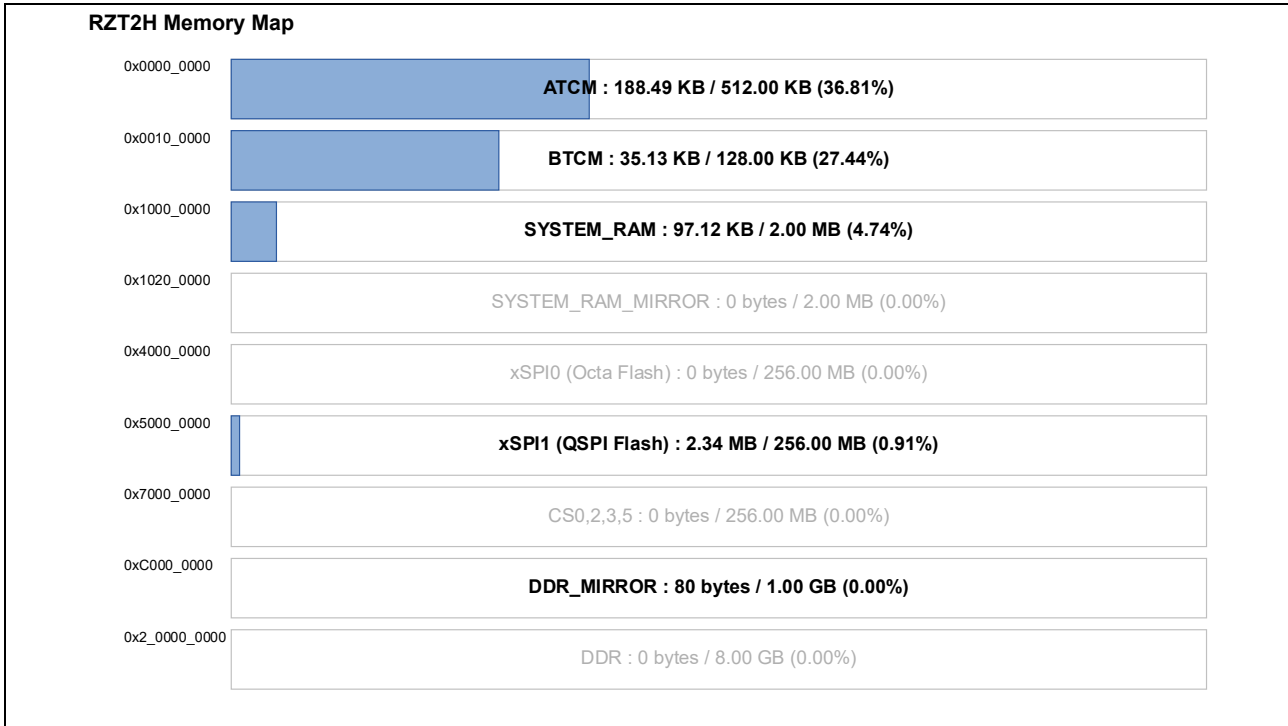 RZT2H Memory Map
0x0000_0000
ATCM : 188.49 KB / 512.00 KB (36.81%)
0x0010_0000
BTCM : 35.13 KB / 128.00 KB (27.44%)
0x1000_0000
SYSTEM_RAM : 97.12 KB / 2.00 MB (4.74%)
0x1020_0000
SYSTEM_RAM_MIRROR : 0 bytes / 2.00 MB (0.00%)
0x4000_0000
xSPI0 (Octa Flash) : 0 bytes / 256.00 MB (0.00%)
0x5000_0000
xSPI1 (QSPI Flash) : 2.34 MB / 256.00 MB (0.91%)
0x7000_0000
CS0,2,3,5 : 0 bytes / 256.00 MB (0.00%)
0xC000_0000
DDR_MIRROR : 80 bytes / 1.00 GB (0.00%)
0x2_0000_0000
DDR : 0 bytes / 8.00 GB (0.00%)